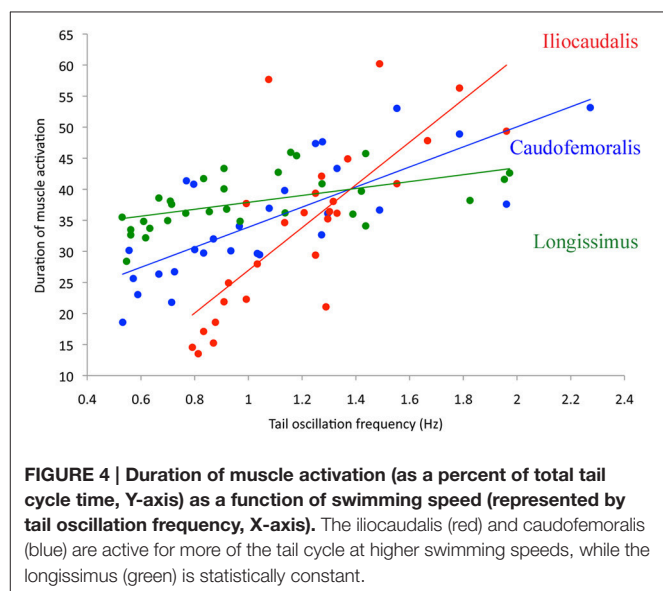 65
60
55
50
45
40
35
30
25
20
15
10
Duration of muscle activation
Iliocaudalis
Caudofemoralis
Longissimus
0.4 0.6 0.8 1 1.2 1.4 1.6 1.8 2 2.2 2.4
Tail oscillation frequency (Hz)
FIGURE 4 | Duration of muscle activation (as a percent of total tail
cycle time, Y-axis) as a function of swimming speed (represented by
tail oscillation frequency, X-axis). The iliocaudalis (red) and caudofemoralis
(blue) are active for more of the tail cycle at higher swimming speeds, while the
longissimus (green) is statistically constant.